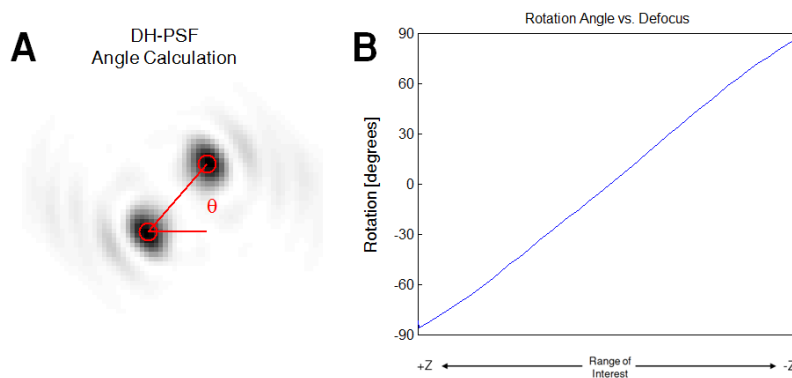 A
DH-PSF
Angle Calculation
θ
B
Rotation Angle vs. Defocus
Rotation [degrees]
90
60
30
0
-30
-60
-90
+Z
Range of
Interest
-Z